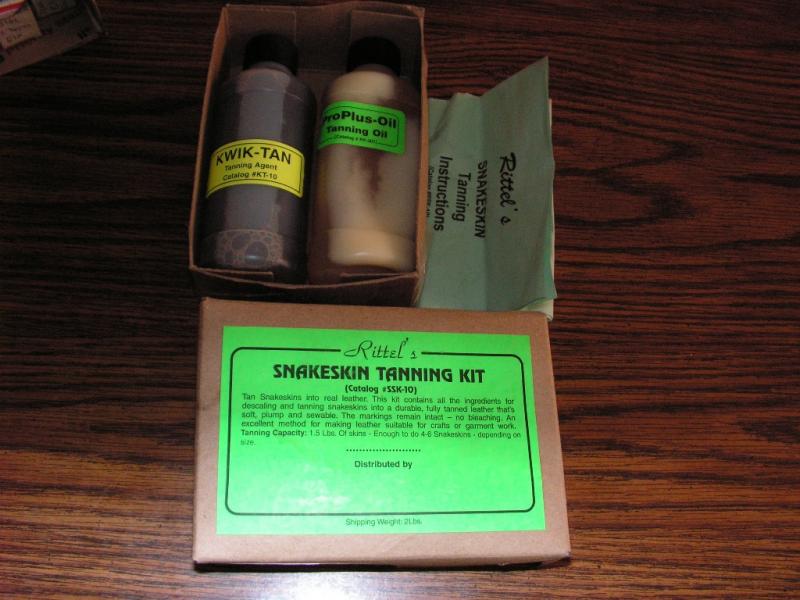 KWIK-TAN
Tanning Agent
Catalog #KT-10
ProPlus-Oil
Tanning Oil
Rittel's
SNAKESKIN
Tanning
Instructions
Rittel's
SNAKESKIN TANNING KIT
(Catalog #SSK-10)
Tan Snakeskins into real leather. This kit contains all the ingredients for
descaling and tanning snakeskins into a durable, fully tanned leather that's
soft, plump and sewable. The markings remain intact – no bleaching. An
excellent method for making leather suitable for crafts or garment work.
Tanning Capacity: 1.5 Lbs. Of skins - Enough to do 4-6 Snakeskins - depending on
size.
Distributed by
Shipping Weight: 2Lbs.